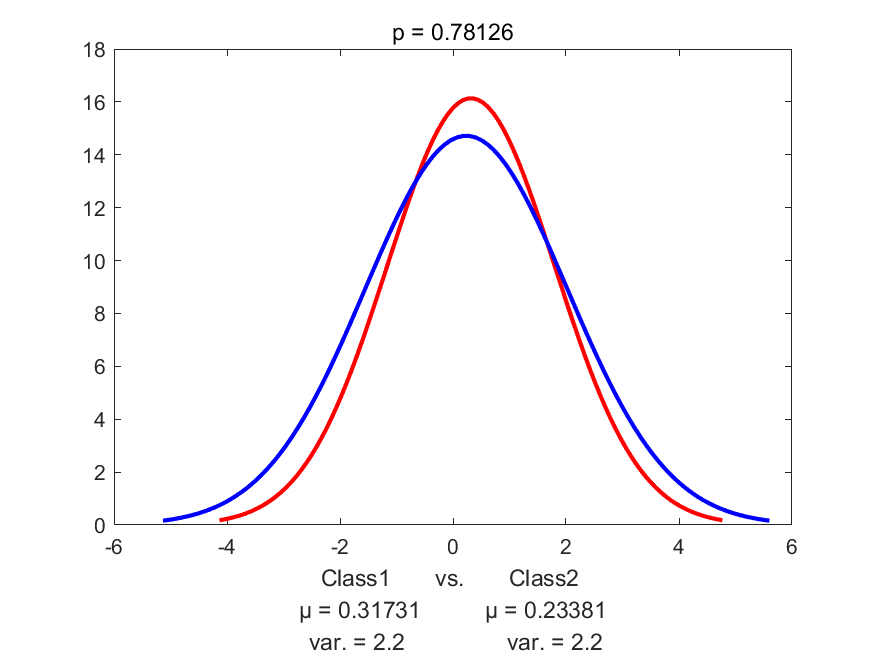 p = 0.78126
18
16
14
12
10
8
6
4
2
0
-6 -4 -2 0 2 4 6
Class1 vs. Class2
μ = 0.31731 μ = 0.23381
var. = 2.2 var. = 2.2